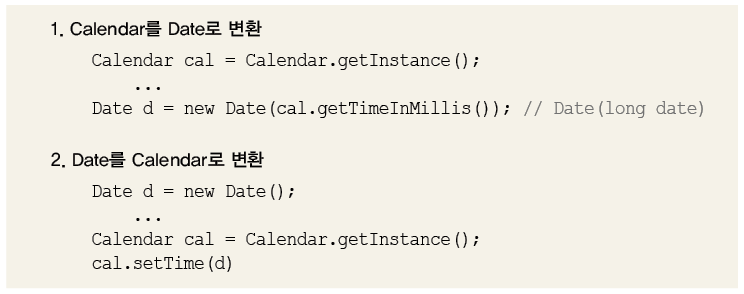 1. Calendar를 Date로 변환
Calendar cal = Calendar.getInstance();
...
Date d = new Date(cal.getTimeInMillis()); // Date(long date)
2. Date를 Calendar로 변환
Date d = new Date();
...
Calendar cal = Calendar.getInstance();
cal.setTime(d)